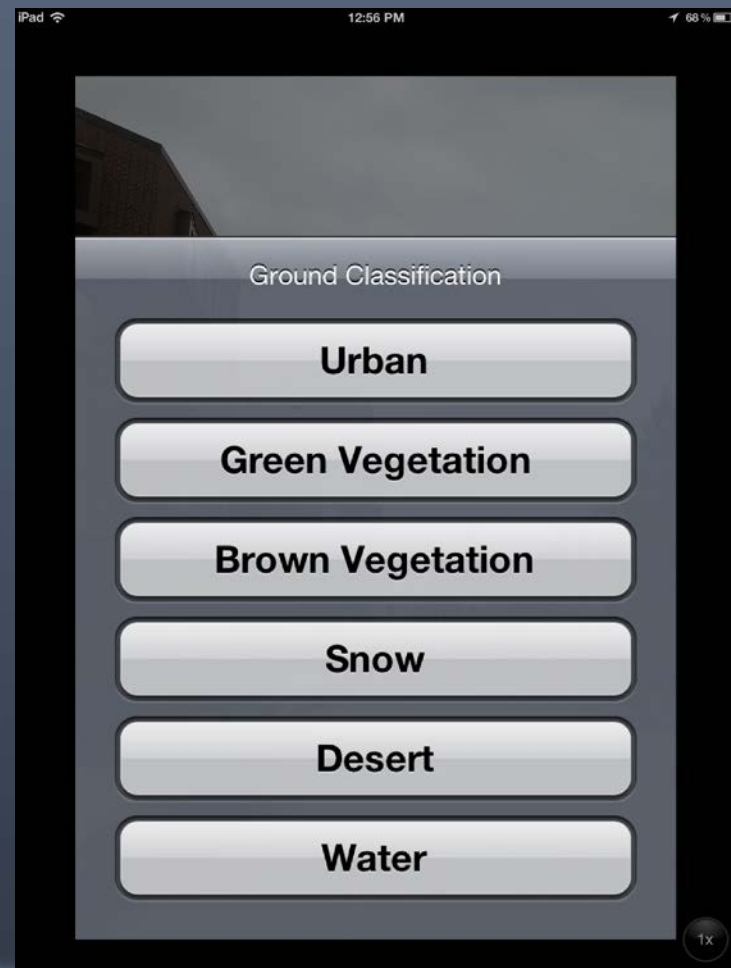 iPad 12:56 PM 68%
Ground Classification
Urban
Green Vegetation
Brown Vegetation
Snow
Desert
Water
1x